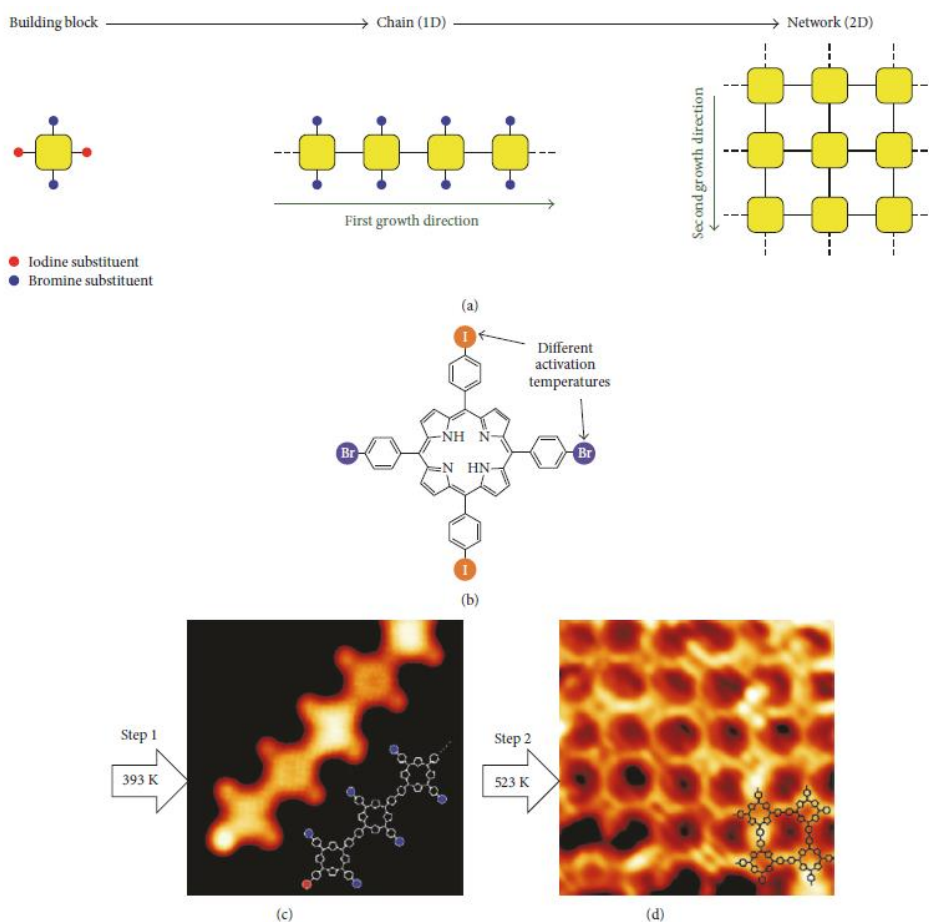 Building block
Chain (1D)
Network (2D)
First growth direction
Second growth direction
Iodine substituent
Bromine substituent
(a)
I
Different
activation
temperatures
NH
N
Br
Br
N
HN
I
(b)
Step 1
393 K
Step 2
523 K
(c)
(d)